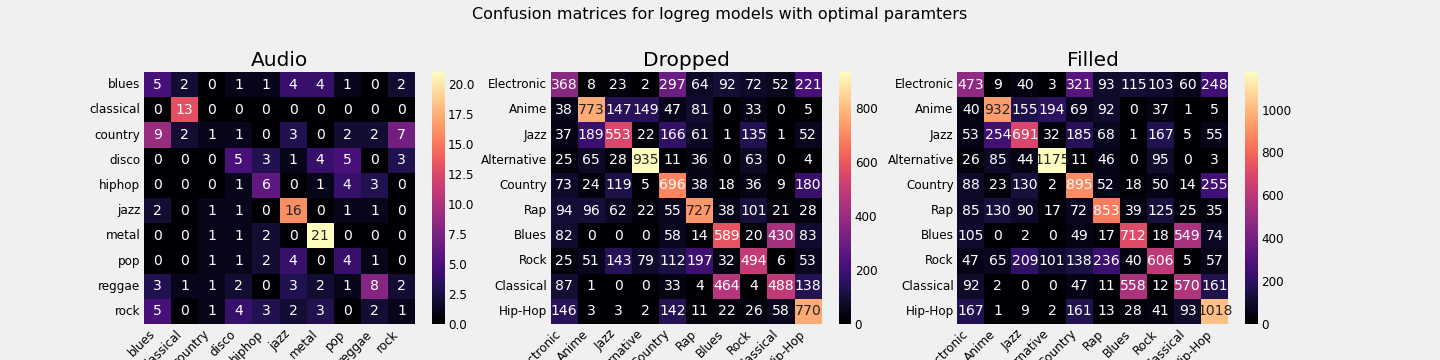 Confusion matrices for logreg models with optimal paramters
Audio
blues 5 2 0 1 1 4 4 1 0 2
classical 0 13 0 0 0 0 0 0 0 0
country 9 2 1 1 0 3 0 2 2 7
disco 0 0 0 5 3 1 4 5 0 3
hiphop 0 0 0 1 6 0 1 4 3 0
jazz 2 0 1 1 0 16 0 1 1 0
metal 0 0 1 1 2 0 21 0 0 0
pop 0 0 1 1 2 4 0 4 1 0
reggae 3 1 1 2 0 3 2 1 8 2
rock 5 0 1 4 3 2 3 0 2 1
blues
country
disco
hiphop
jazz
metal
pop
reggae
rock
20.0
17.5
15.0
12.5
10.0
7.5
5.0
2.5
0.0
Dropped
Electronic 368 8 23 2 297 64 92 72 52 221
Anime 38 773 147 149 47 81 0 33 0 5
Jazz 37 189 553 22 166 61 1 135 1 52
Alternative 25 65 28 935 11 36 0 63 0 4
Country 73 24 119 5 696 38 18 36 9 180
Rap 94 96 62 22 55 727 38 101 21 28
Blues 82 0 0 0 58 14 589 20 430 83
Rock 25 51 143 79 112 197 32 494 6 53
Classical 87 1 0 0 33 4 464 4 488 138
Hip-Hop 146 3 3 2 142 11 22 26 58 770
Anime
Jazz
Country
Rap
Blues
Rock
Hip-Hop
800
600
400
200
0
Filled
Electronic 473 9 40 3 321 93 115 103 60 248
Anime 40 932 155 194 69 92 0 37 1 5
Jazz 53 254 691 32 185 68 1 167 5 55
Alternative 26 85 44 1175 11 46 0 95 0 3
Country 88 23 130 2 895 52 18 50 14 255
Rap 85 130 90 17 72 853 39 125 25 35
Blues 105 0 2 0 49 17 712 18 549 74
Rock 47 65 209 101 138 236 40 606 5 57
Classical 92 2 0 0 47 11 558 12 570 161
Hip-Hop 167 1 9 2 161 13 28 41 93 1018
Anime
Jazz
Country
Rap
Blues
Rock
Hip-Hop
1000
800
600
400
200
0